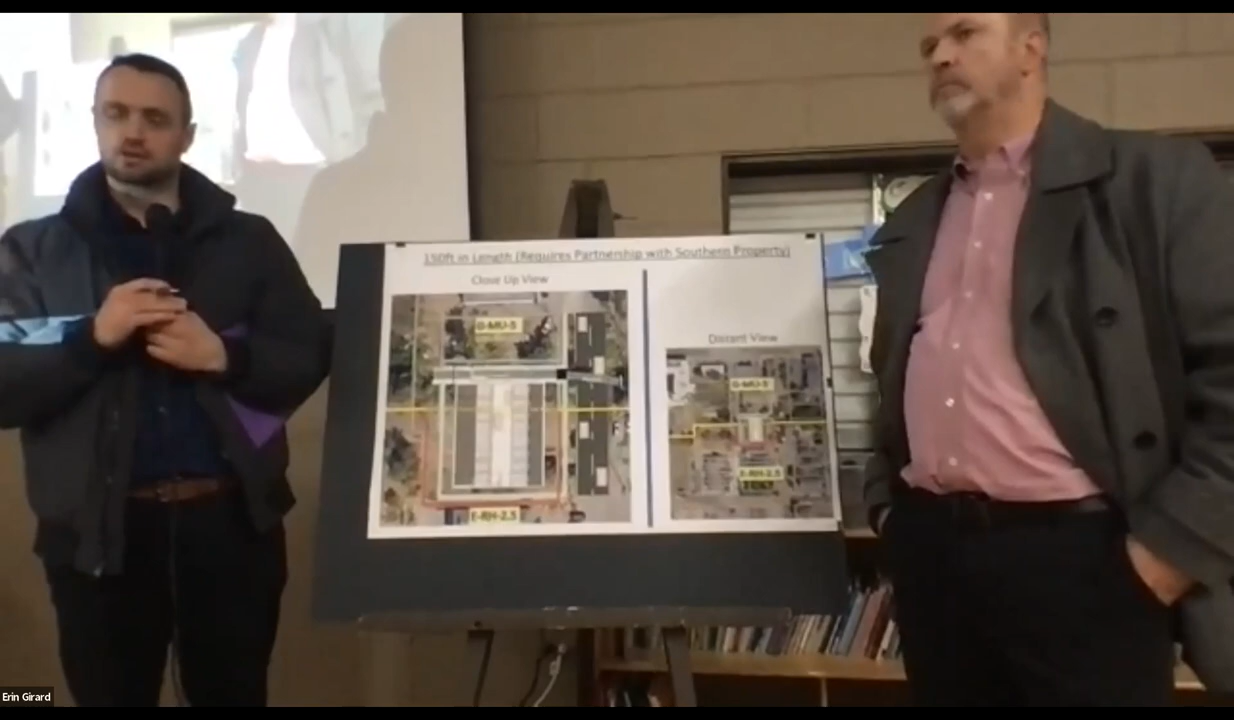 150ft in Length (Requires Partnership with Southern Property)
Close Up View
G-MU-5
E-RH-2.5
Distant View
G-MU-5
E-RH-2.5
Erin Girard